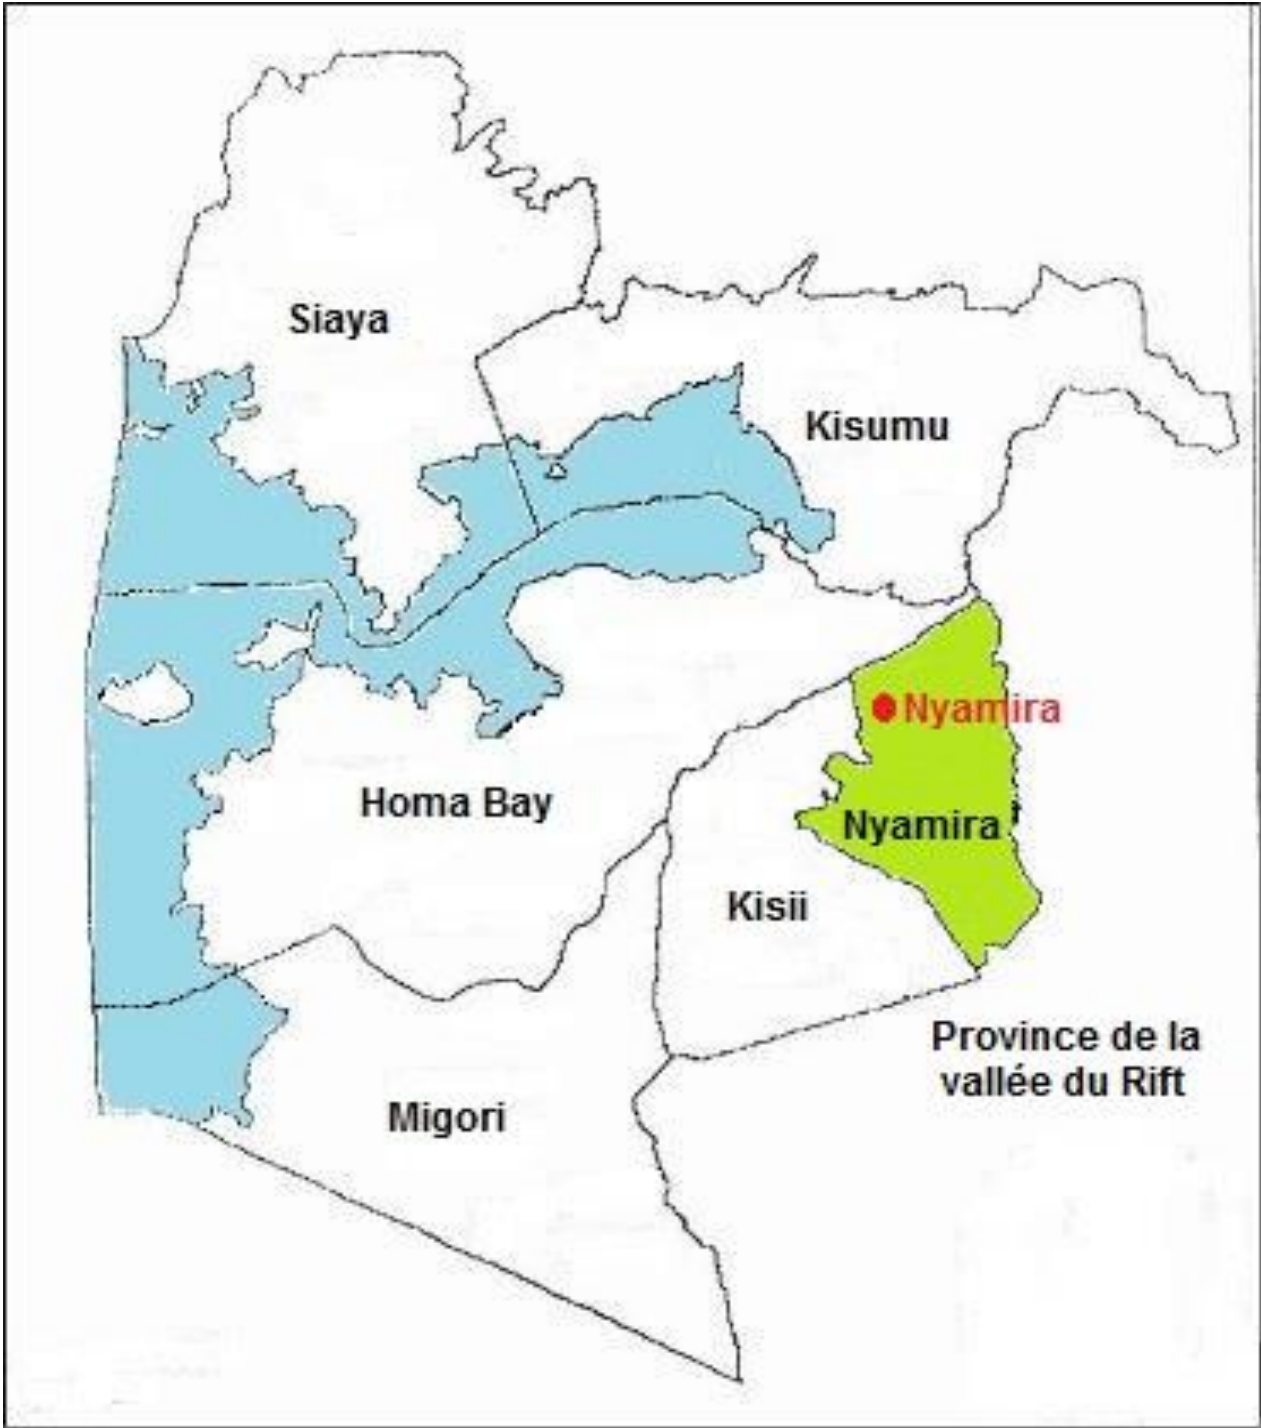 Siaya
Kisumu
Nyamira
Homa Bay
Nyamira
Kisii
Province de la
vallée du Rift
Migori